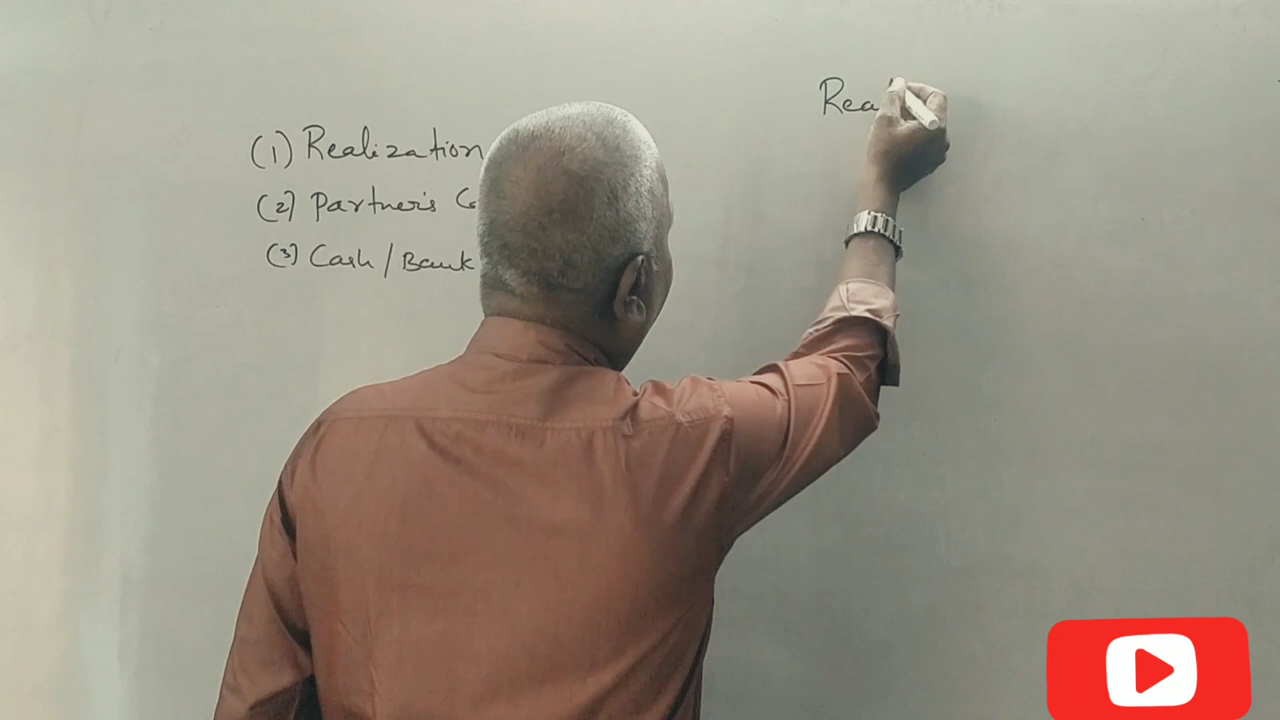 (1) Realization
(2) Partner's
(3) Cash / Bank
Rea